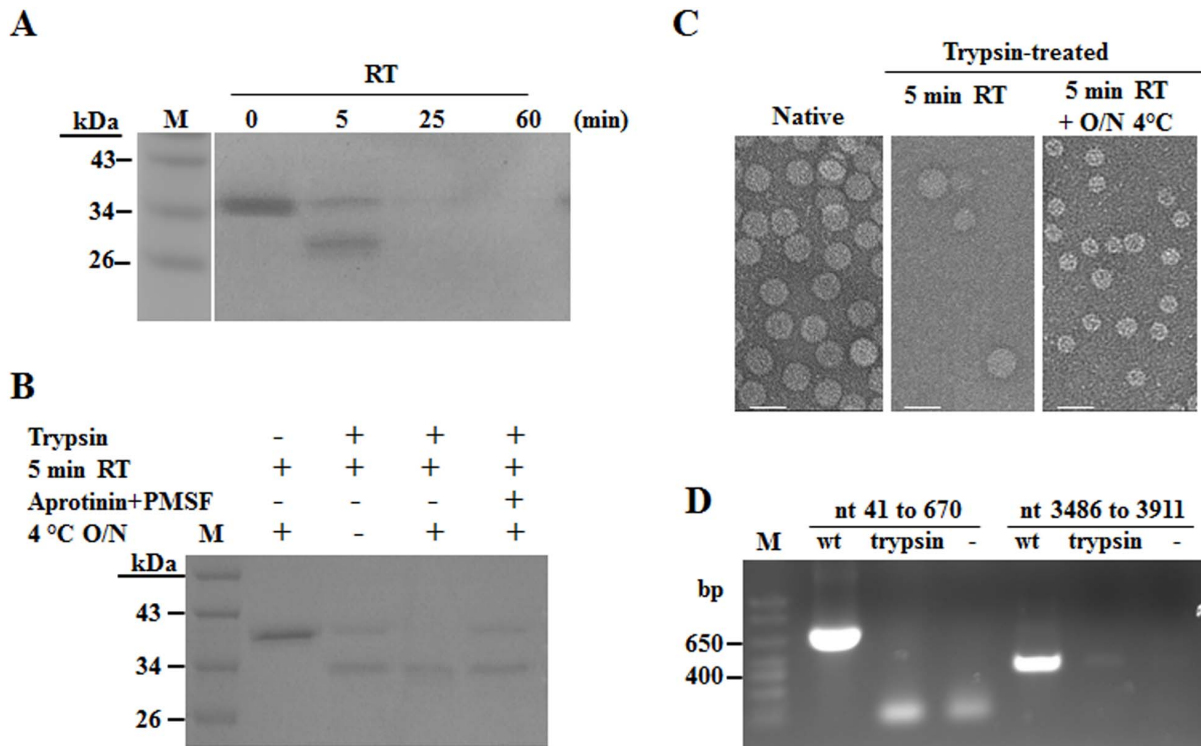 A
RT
kDa M 0 5 25 60 (min)
43
34
26
B
Trypsin - + + +
5 min RT + + + +
Aprotinin+PMSF - - - +
4 °C O/N M + - + +
kDa
43
34
26
C
Trypsin-treated
Native 5 min RT 5 min RT
+ O/N 4°C
D
nt 41 to 670 nt 3486 to 3911
M wt trypsin - wt trypsin -
bp
650
400